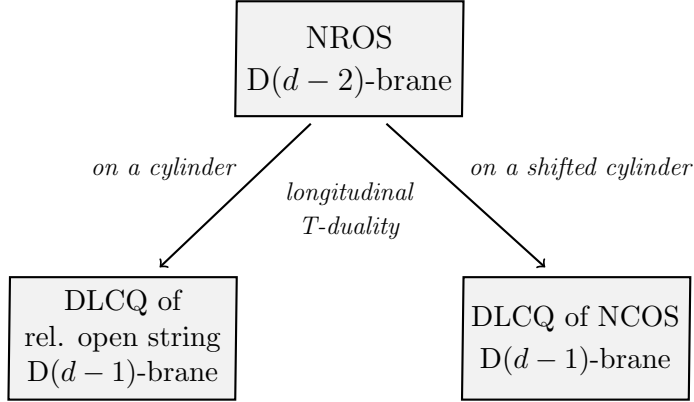 NROS
D(d − 2)-brane
on a cylinder
on a shifted cylinder
longitudinal
T-duality
DLCQ of
rel. open string
D(d − 1)-brane
DLCQ of NCOS
D(d − 1)-brane